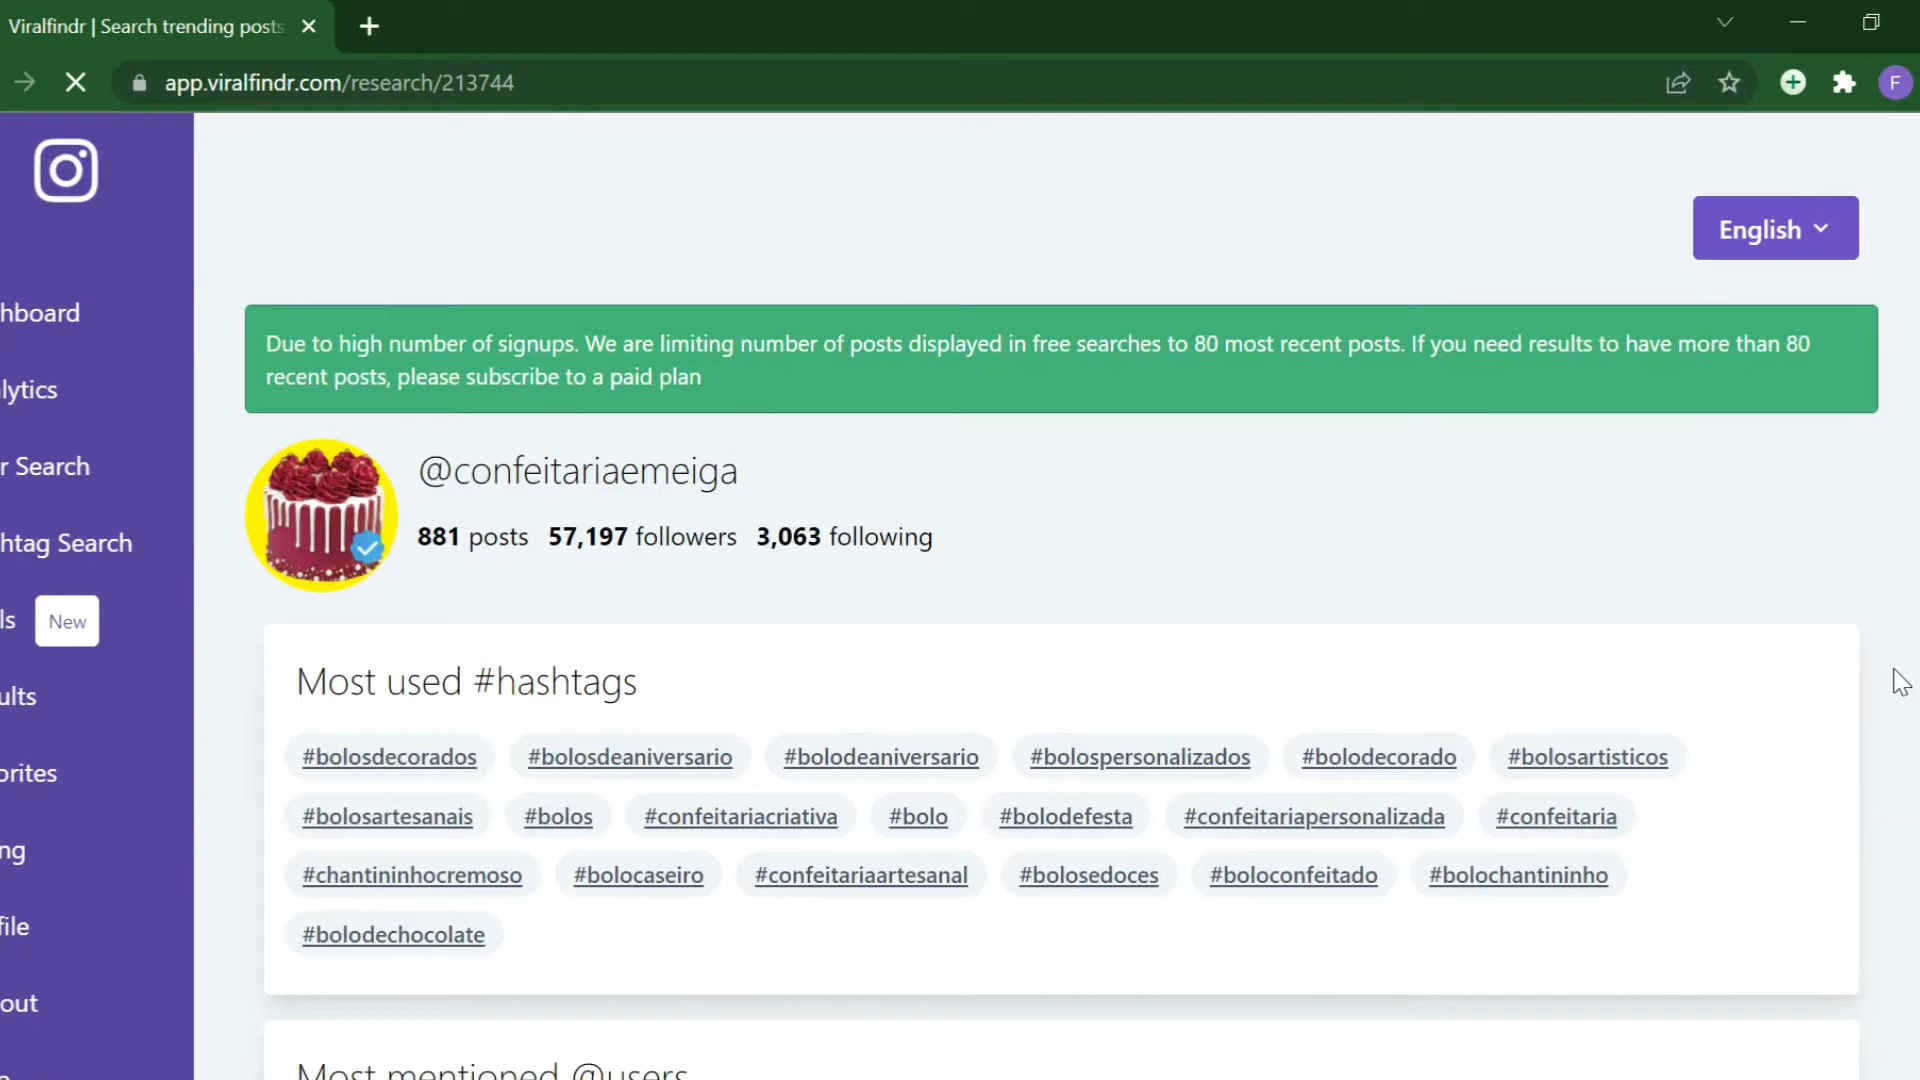 Viralfindr | Search trending posts
app.viralfindr.com/research/213744
F
English
hboard
lytics
r Search
htag Search
ls New
ults
orites
ng
file
out
Due to high number of signups. We are limiting number of posts displayed in free searches to 80 most recent posts. If you need results to have more than 80
recent posts, please subscribe to a paid plan
@confeitariaemeiga
881 posts 57,197 followers 3,063 following
Most used #hashtags
#bolosdecorados #bolosdeaniversario #bolodeaniversario #bolospersonalizados #bolodecorado #bolosartisticos
#bolosartesanais #bolos #confeitariacriativa #bolo #bolodefesta #confeitariapersonalizada #confeitaria
#chantininhocremoso #bolocaseiro #confeitariaartesanal #bolosedoces #boloconfeitado #bolochantininho
#bolodechocolate
Most mentioned @users